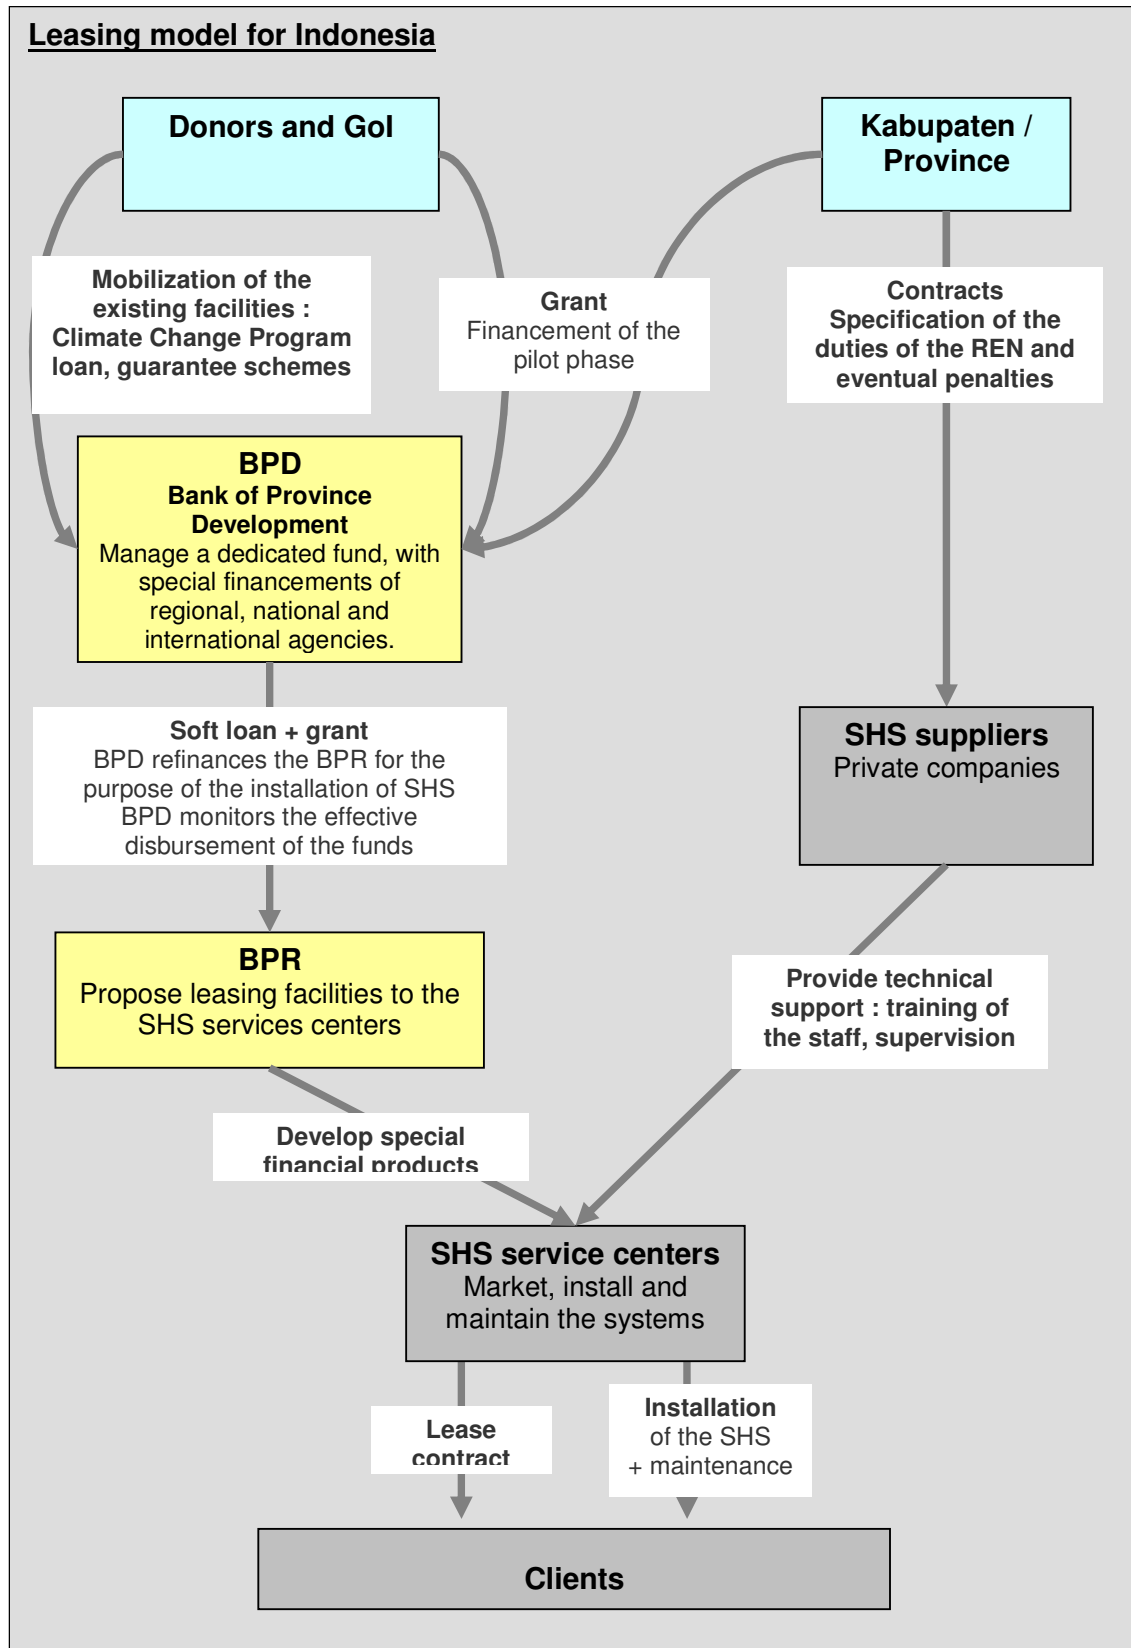 Leasing model for Indonesia
Donors and GoI
Kabupaten /
Province
Mobilization of the
existing facilities :
Climate Change Program
loan, guarantee schemes
Grant
Financement of the
pilot phase
Contracts
Specification of the
duties of the REN and
eventual penalties
BPD
Bank of Province
Development
Manage a dedicated fund, with
special financements of
regional, national and
international agencies.
Soft loan + grant
BPD refinances the BPR for the
purpose of the installation of SHS
BPD monitors the effective
disbursement of the funds
SHS suppliers
Private companies
BPR
Propose leasing facilities to the
SHS services centers
Provide technical
support : training of
the staff, supervision
Develop special
financial products
SHS service centers
Market, install and
maintain the systems
Lease
contract
Installation
of the SHS
+ maintenance
Clients